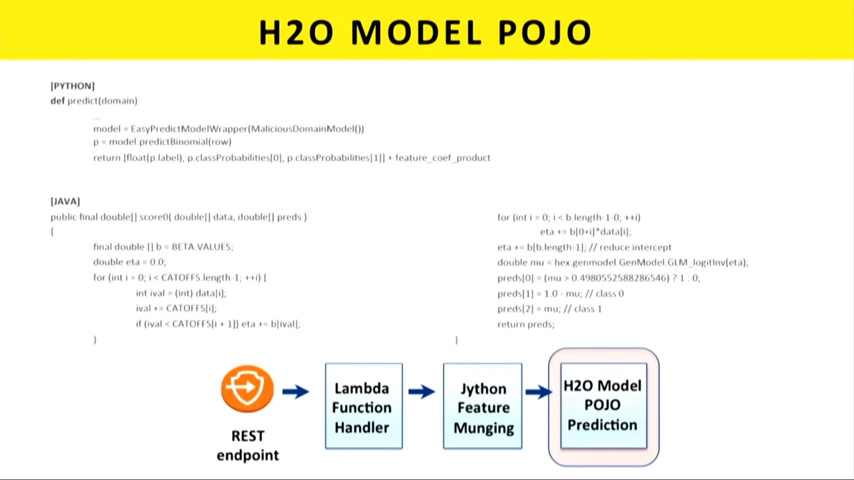 H2O MODEL POJO
[PYTHON]
def predict(domain):
...
model = EasyPredictModelWrapper(MaliciousDomainModel())
p = model.predictBinomial(row)
return [float(p.label), p.classProbabilities[0], p.classProbabilities[1]] + feature_coef_product
[JAVA]
public final double[] score0( double[] data, double[] preds )
{
final double [] b = BETA.VALUES;
double eta = 0.0;
for (int i = 0; i < CATOFFS.length-1; ++i) {
int ival = (int) data[i];
ival += CATOFFS[i];
if (ival < CATOFFS[i + 1]) eta += b[ival];
}
for (int i = 0; i < b.length-1-0; ++i)
eta += b[0+i]*data[i];
eta += b[b.length-1]; // reduce intercept
double mu = hex.genmodel.GenModel.GLM_logitInv(eta);
preds[0] = (mu > 0.4980552588286546) ? 1 : 0;
preds[1] = 1.0 - mu; // class 0
preds[2] = mu; // class 1
return preds;
}
REST
endpoint
Lambda
Function
Handler
Jython
Feature
Munging
H2O Model
POJO
Prediction